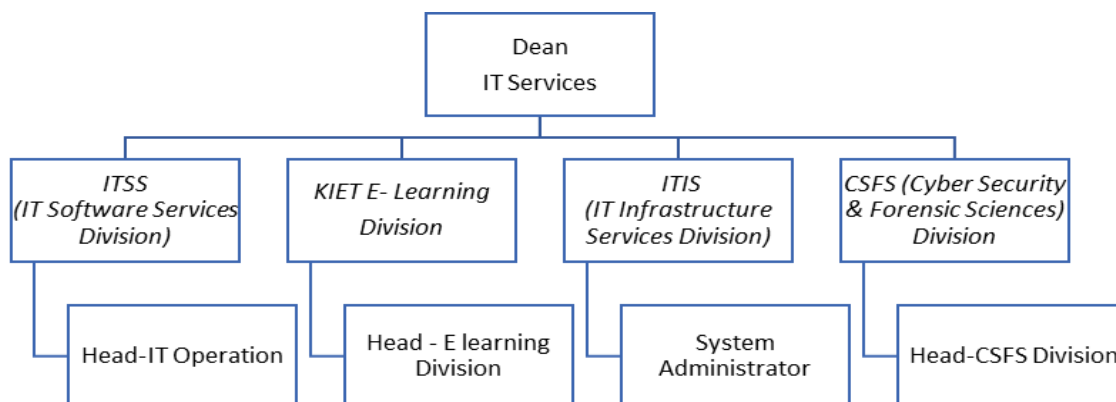 Dean
IT Services
ITSS
(IT Software Services
Division)
KIET E- Learning
Division
ITIS
(IT Infrastructure
Services Division)
CSFS (Cyber Security
& Forensic Sciences)
Division
Head-IT Operation
Head - E learning
Division
System
Administrator
Head-CSFS Division